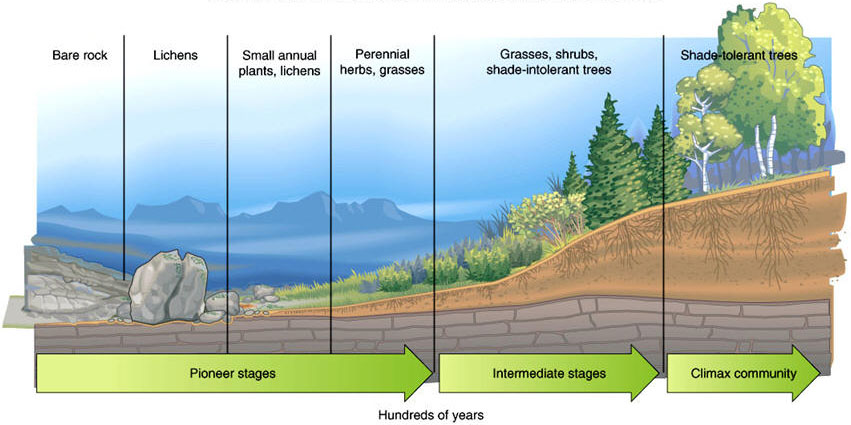 Bare rock
Lichens
Small annual
plants, lichens
Perennial
herbs, grasses
Grasses, shrubs,
shade-intolerant trees
Shade-tolerant trees
Pioneer stages
Intermediate stages
Climax community
Hundreds of years